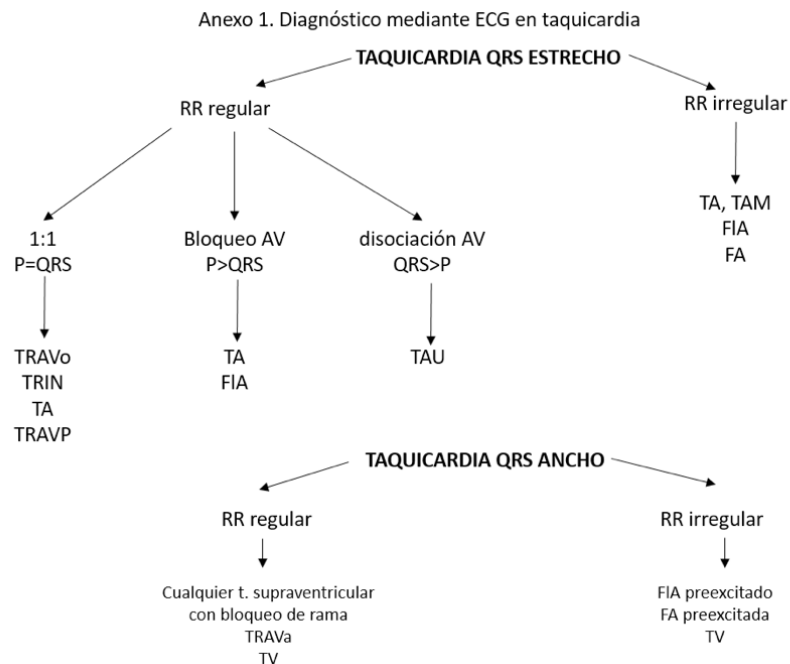 Anexo 1. Diagnóstico mediante ECG en taquicardia
TAQUICARDIA QRS ESTRECHO
RR regular
RR irregular
1:1
P=QRS
Bloqueo AV
P>QRS
disociación AV
QRS>P
TA, TAM
FlA
FA
TRAVo
TRIN
TA
TRAVP
TA
FlA
TAU
TAQUICARDIA QRS ANCHO
RR regular
RR irregular
Cualquier t. supraventricular
con bloqueo de rama
TRAVa
TV
FlA preexcitado
FA preexcitada
TV